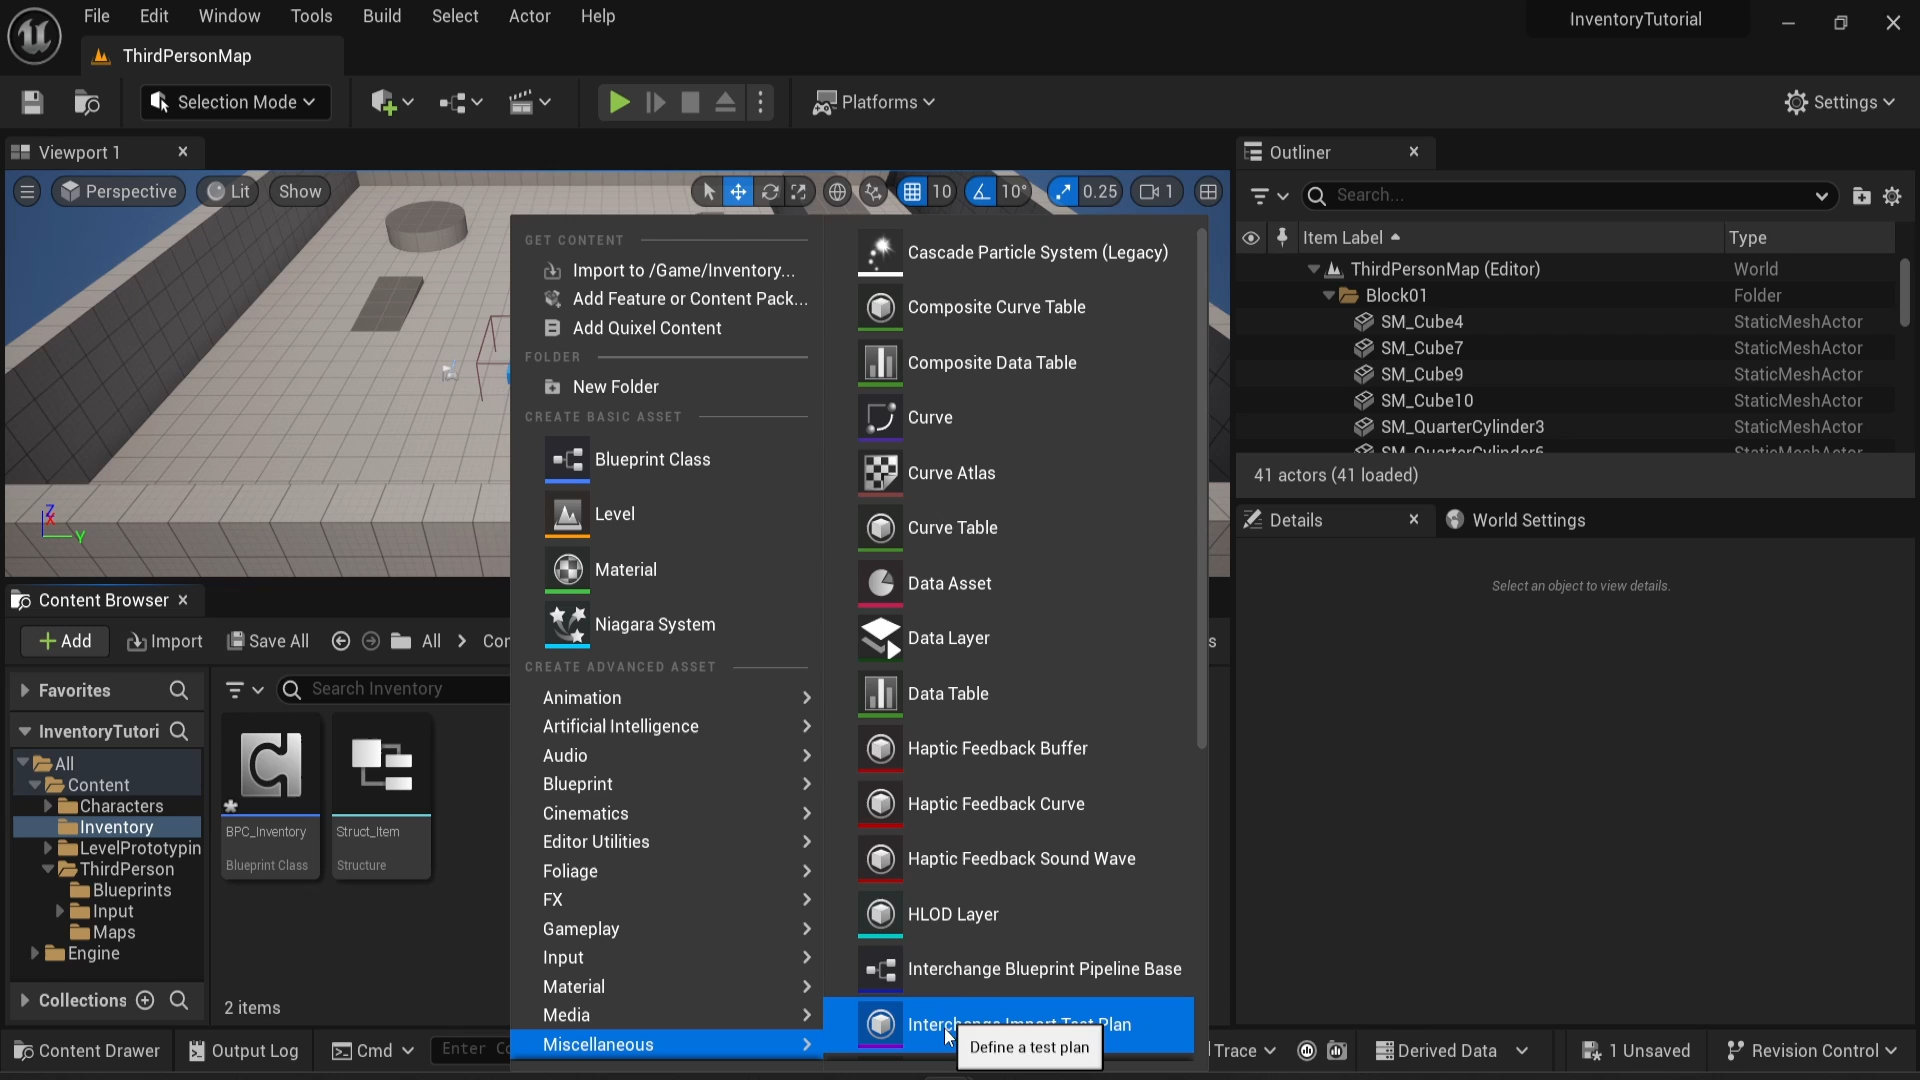 File Edit Window Tools Build Select Actor Help
InventoryTutorial
ThirdPersonMap
Selection Mode
Platforms
Settings
Viewport 1
Perspective
Lit
Show
10
10°
0.25
1
Outliner
Search...
Item Label
Type
ThirdPersonMap (Editor) World
Block01 Folder
SM_Cube4 StaticMeshActor
SM_Cube7 StaticMeshActor
SM_Cube9 StaticMeshActor
SM_Cube10 StaticMeshActor
SM_QuarterCylinder3 StaticMeshActor
41 actors (41 loaded)
Details
World Settings
Select an object to view details.
GET CONTENT
Import to /Game/Inventory...
Add Feature or Content Pack...
Add Quixel Content
FOLDER
New Folder
CREATE BASIC ASSET
Blueprint Class
Level
Material
Niagara System
CREATE ADVANCED ASSET
Animation
Artificial Intelligence
Audio
Blueprint
Cinematics
Editor Utilities
Foliage
FX
Gameplay
Input
Material
Media
Miscellaneous
Cascade Particle System (Legacy)
Composite Curve Table
Composite Data Table
Curve
Curve Atlas
Curve Table
Data Asset
Data Layer
Data Table
Haptic Feedback Buffer
Haptic Feedback Curve
Haptic Feedback Sound Wave
HLOD Layer
Interchange Blueprint Pipeline Base
Interchange Import Test Plan
Define a test plan
Content Browser
Add
Import
Save All
All
Con
s
Favorites
InventoryTutori
All
Content
Characters
Inventory
LevelPrototypin
ThirdPerson
Blueprints
Input
Maps
Engine
Collections
Search Inventory
BPC_Inventory
Blueprint Class
Struct_Item
Structure
2 items
Content Drawer
Output Log
Cmd
Enter Co
Trace
Derived Data
1 Unsaved
Revision Control
Z
X
Y